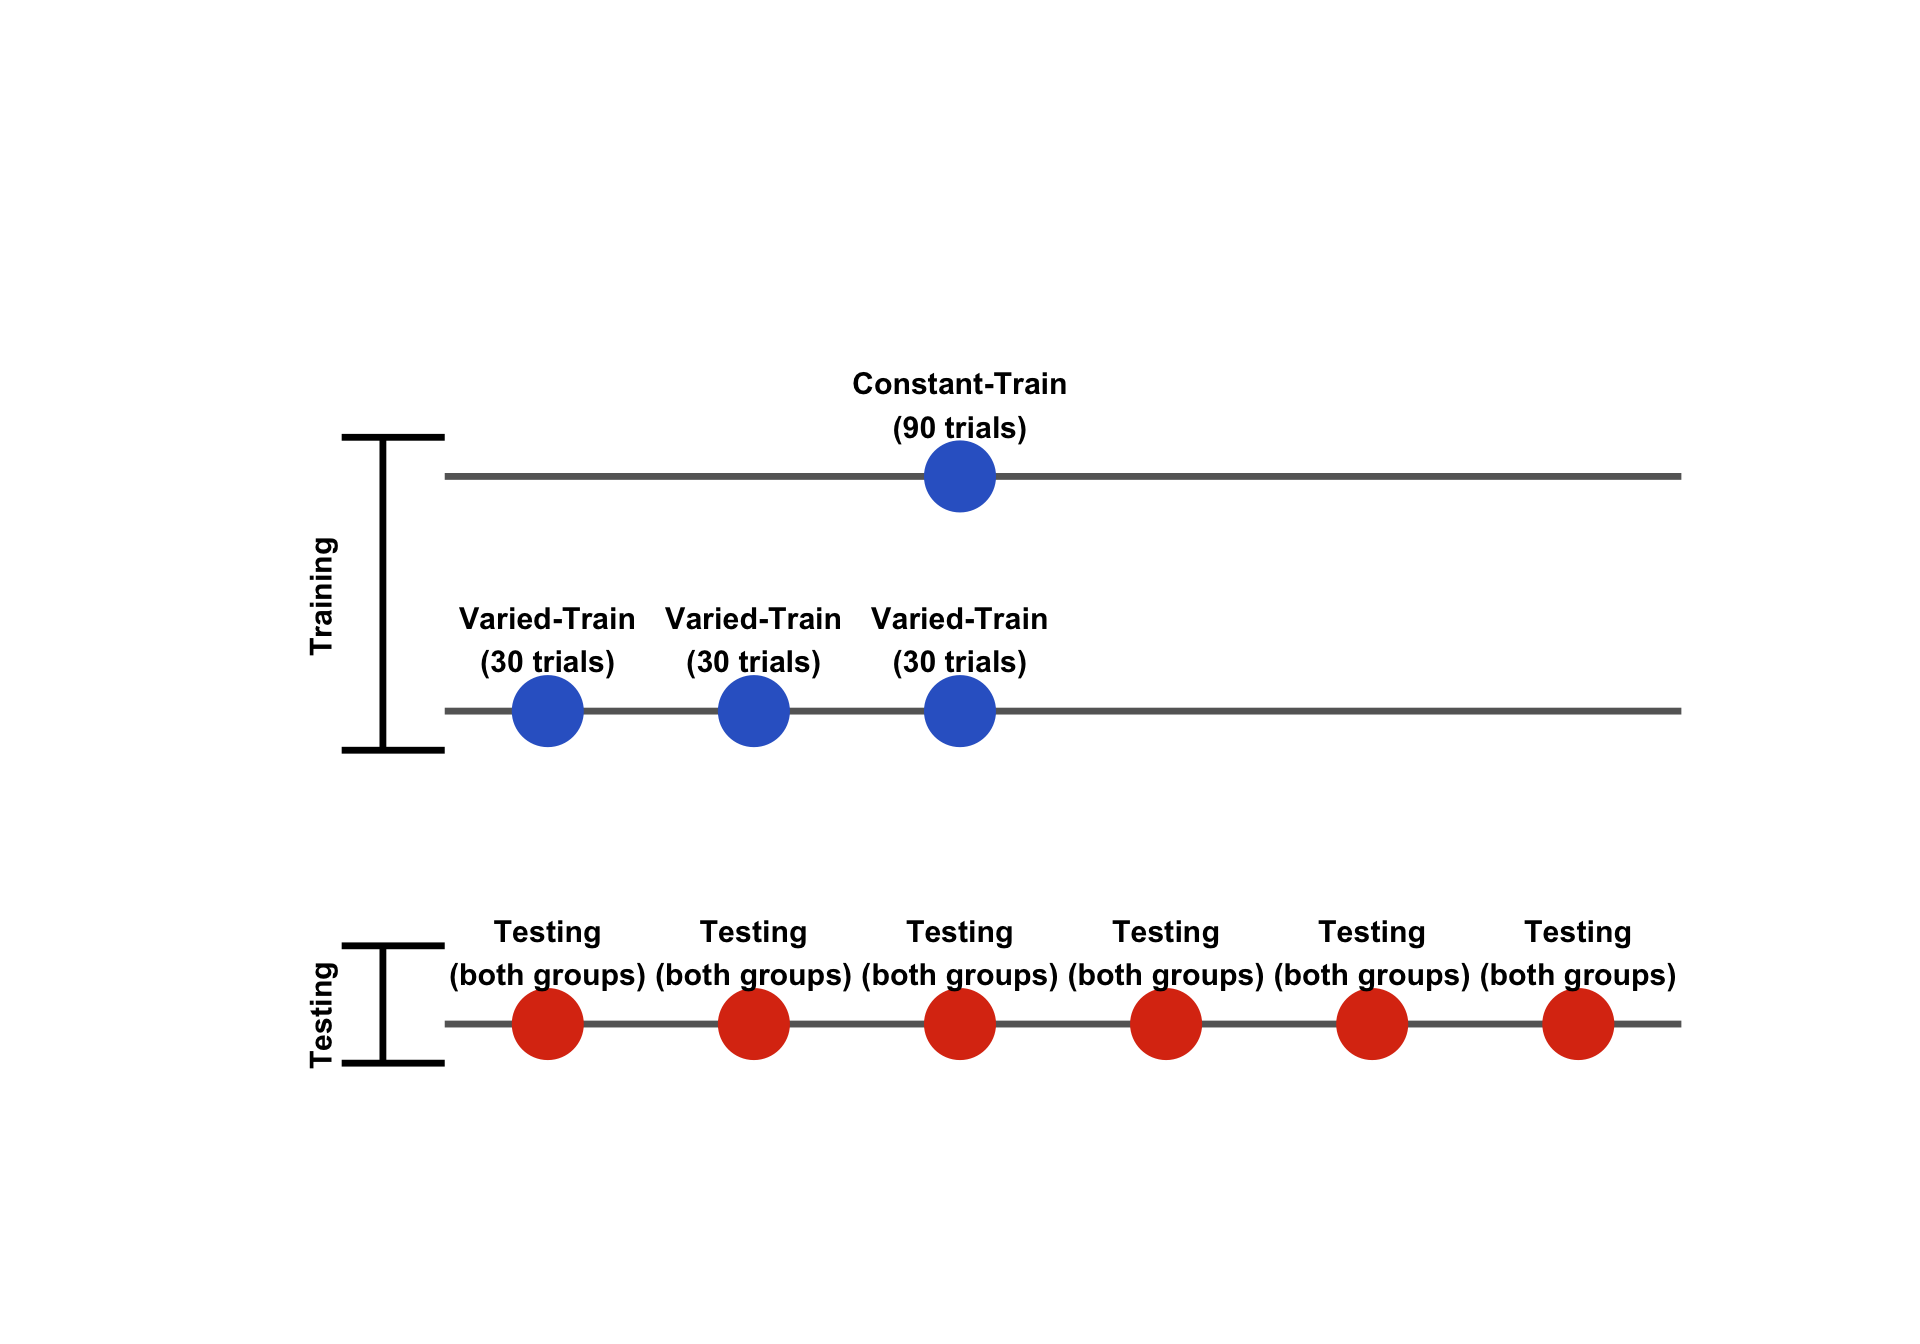 Constant-Train
(90 trials)
Training
Varied-Train Varied-Train Varied-Train
(30 trials) (30 trials) (30 trials)
Testing
Testing Testing Testing Testing Testing Testing
(both groups) (both groups) (both groups) (both groups) (both groups) (both groups)